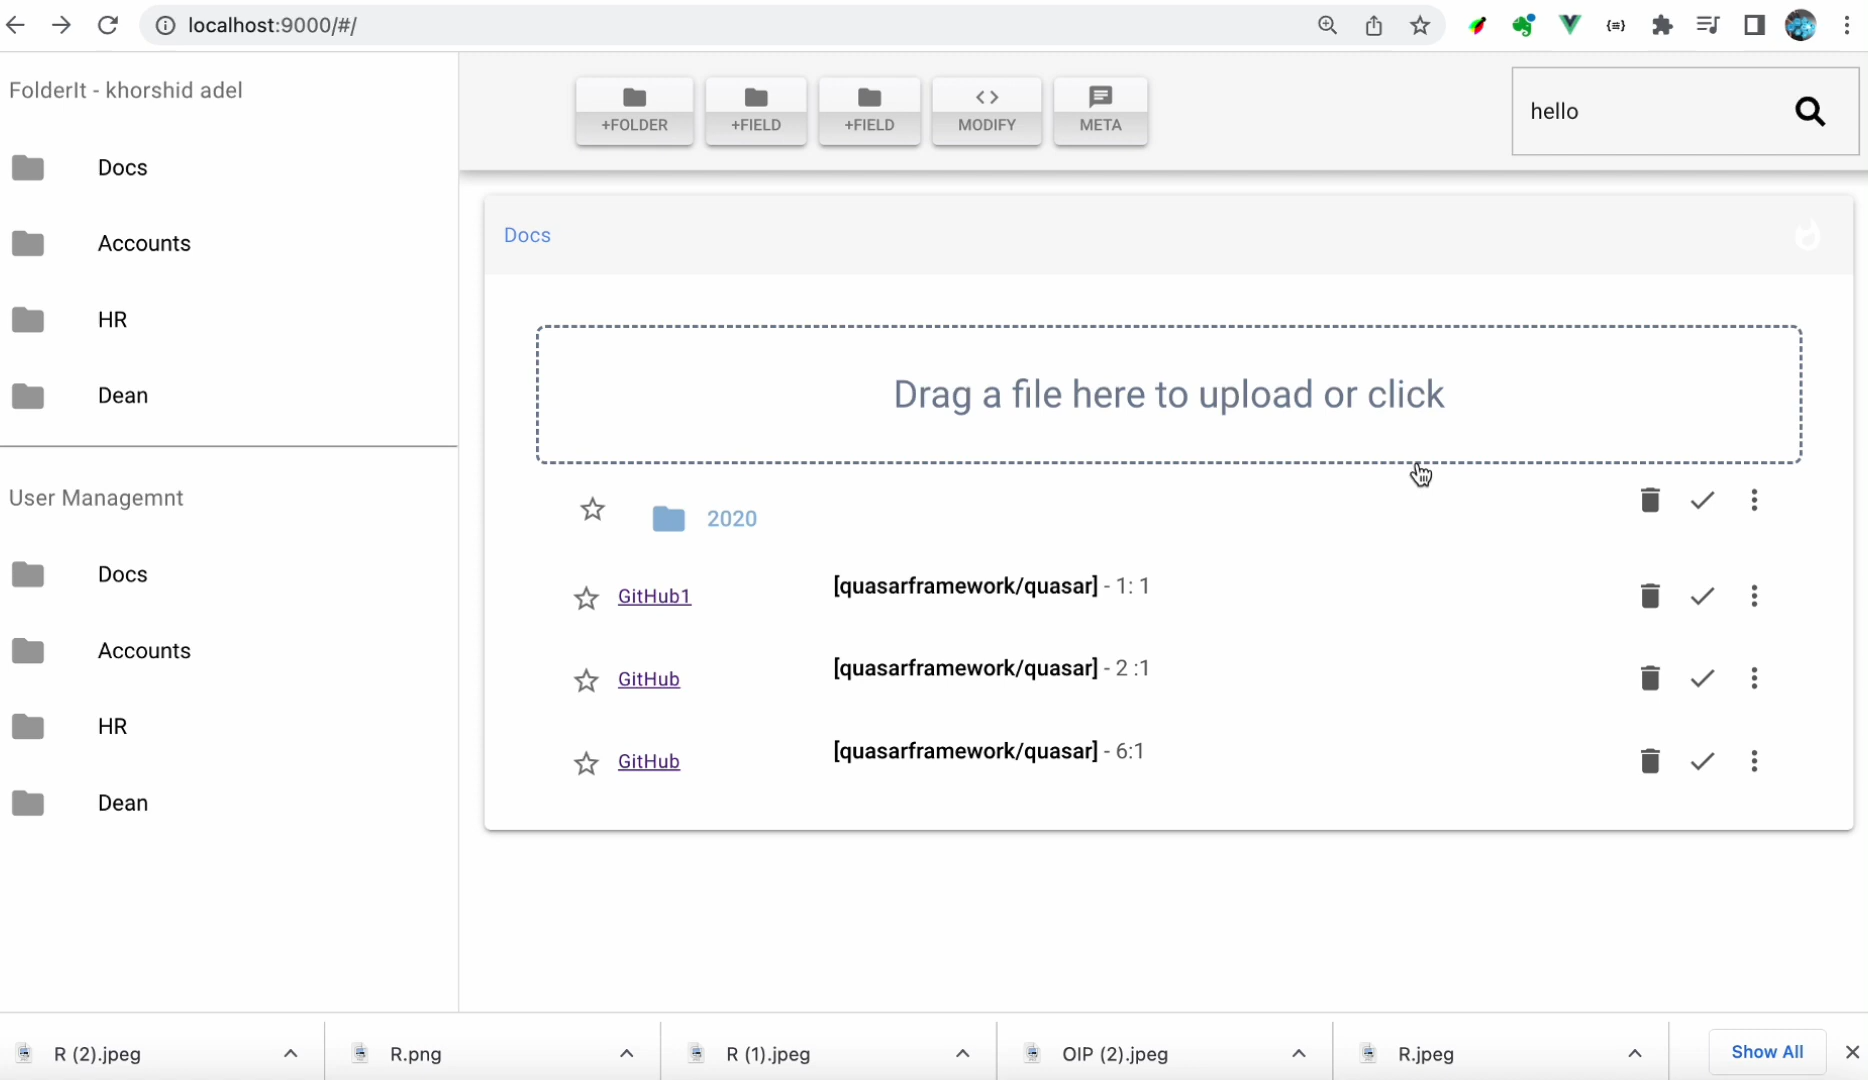 localhost:9000/#/
FolderIt - khorshid adel
Docs
Accounts
HR
Dean
User Managemnt
Docs
Accounts
HR
Dean
+FOLDER
+FIELD
+FIELD
MODIFY
META
hello
Docs
Drag a file here to upload or click
2020
GitHub1 [quasarframework/quasar] - 1: 1
GitHub [quasarframework/quasar] - 2 :1
GitHub [quasarframework/quasar] - 6:1
R (2).jpeg
R.png
R (1).jpeg
OIP (2).jpeg
R.jpeg
Show All